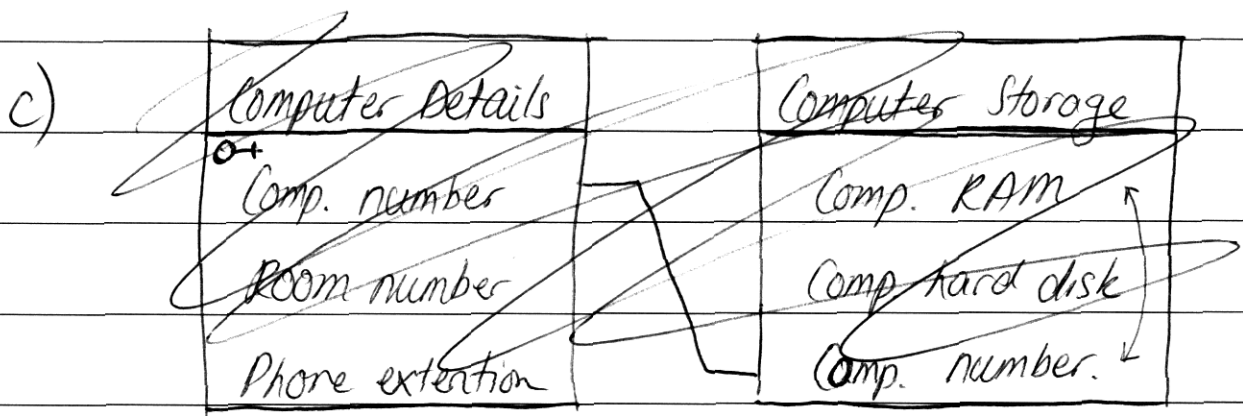 c)
Computer Details
Comp. number
Room number
Phone extention
Computer Storage
Comp. RAM
Comp hard disk
Comp. number.